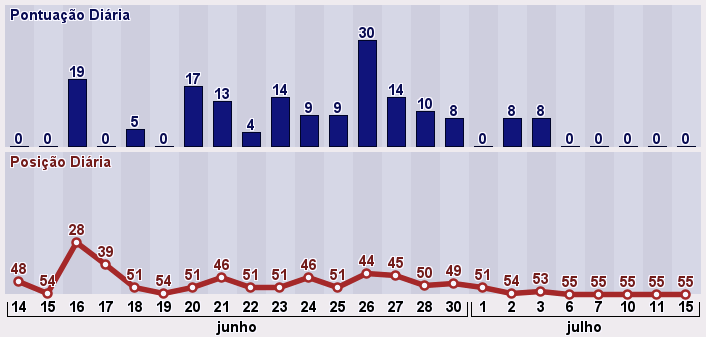 Pontuação Diária
0 0 19 0 5 0 17 13 4 14 9 9 30 14 10 8 0 8 8 0 0 0 0 0
Posição Diária
48 54 28 39 51 54 51 46 51 51 46 51 44 45 50 49 51 54 53 55 55 55 55 55
14 15 16 17 18 19 20 21 22 23 24 25 26 27 28 30 1 2 3 6 7 10 11 15
junho julho